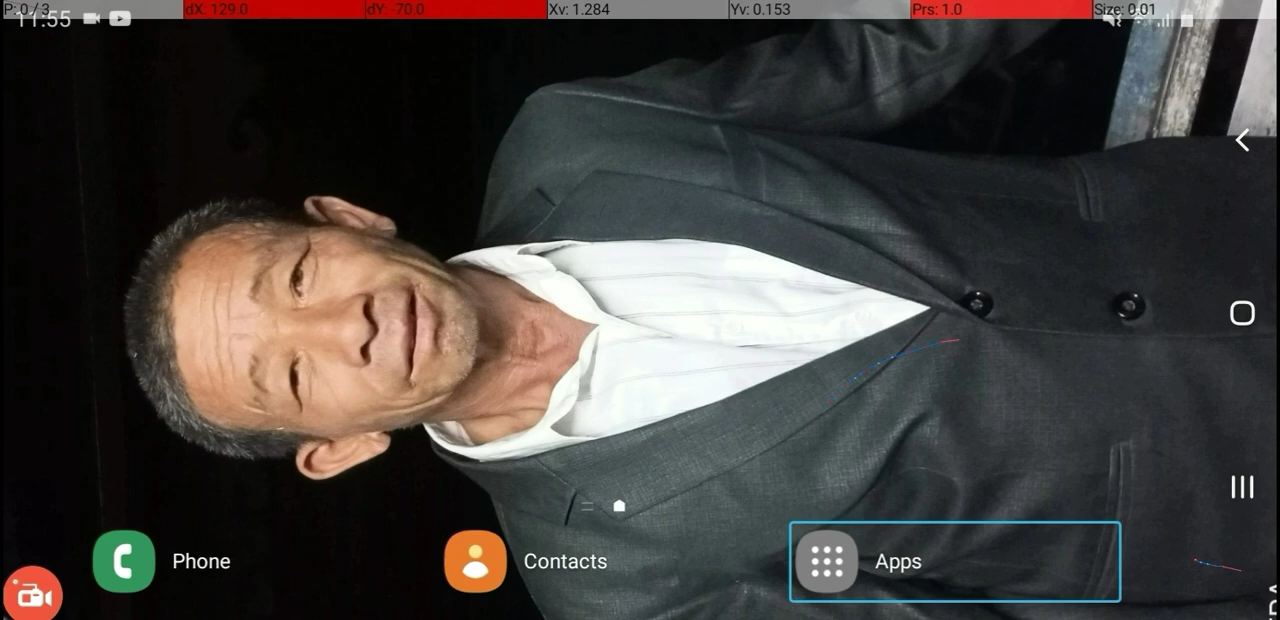 P: 0 / 3 dX: 129.0 dY: -70.0 Xv: 1.284 Yv: 0.153 Prs: 1.0 Size: 0.01
11:55
Phone Contacts Apps